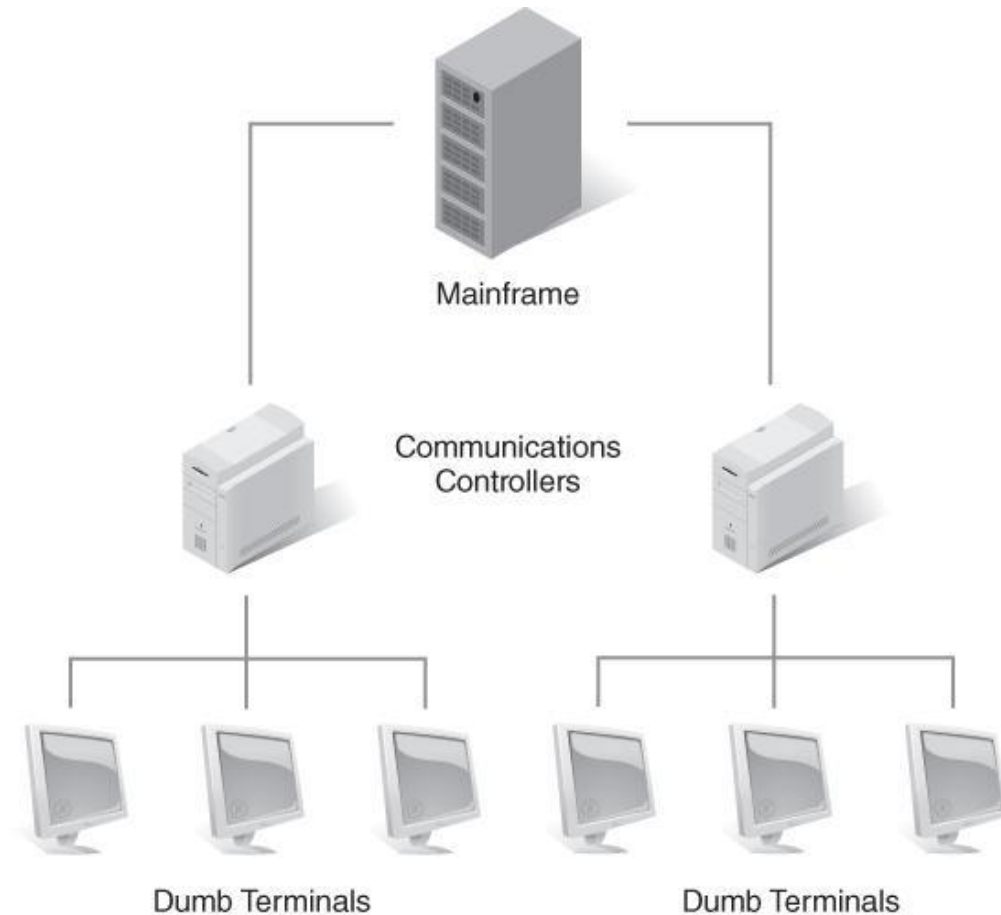 Mainframe
Communications
Controllers
Dumb Terminals
Dumb Terminals